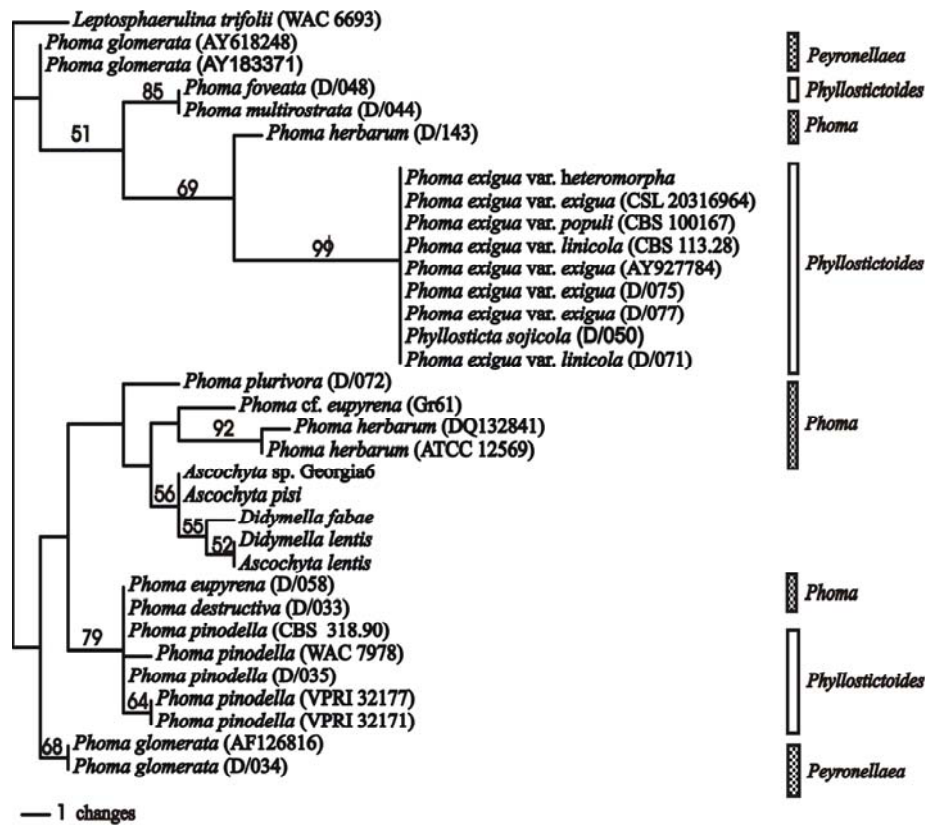 Leptosphaerulina trifolii (WAC 6693)
Phoma glomerata (AY618248)
Phoma glomerata (AY183371)
Peyronellaea
85
Phoma foveata (D/048)
Phyllostictoides
Phoma multirostrata (D/044)
51
Phoma herbarum (D/143)
Phoma
Phoma exigua var. heteromorpha
69
Phoma exigua var. exigua (CSL 20316964)
Phoma exigua var. populi (CBS 100167)
99
Phoma exigua var. linicola (CBS 113.28)
Phyllostictoides
Phoma exigua var. exigua (AY927784)
Phoma exigua var. exigua (D/075)
Phoma exigua var. exigua (D/077)
Phyllosticta sojicola (D/050)
Phoma exigua var. linicola (D/071)
Phoma plurivora (D/072)
Phoma cf. eupyrena (Gr61)
92
Phoma herbarum (DQ132841)
Phoma
Phoma herbarum (ATCC 12569)
Ascochyta sp. Georgia6
56
Ascochyta pisi
55
Didymella fabae
52
Didymella lentis
Ascochyta lentis
Phoma eupyrena (D/058)
Phoma
Phoma destructiva (D/033)
79
Phoma pinodella (CBS 318.90)
Phoma pinodella (WAC 7978)
Phoma pinodella (D/035)
Phyllostictoides
64
Phoma pinodella (VPRI 32177)
Phoma pinodella (VPRI 32171)
68
Phoma glomerata (AF126816)
Phoma glomerata (D/034)
Peyronellaea
1 changes